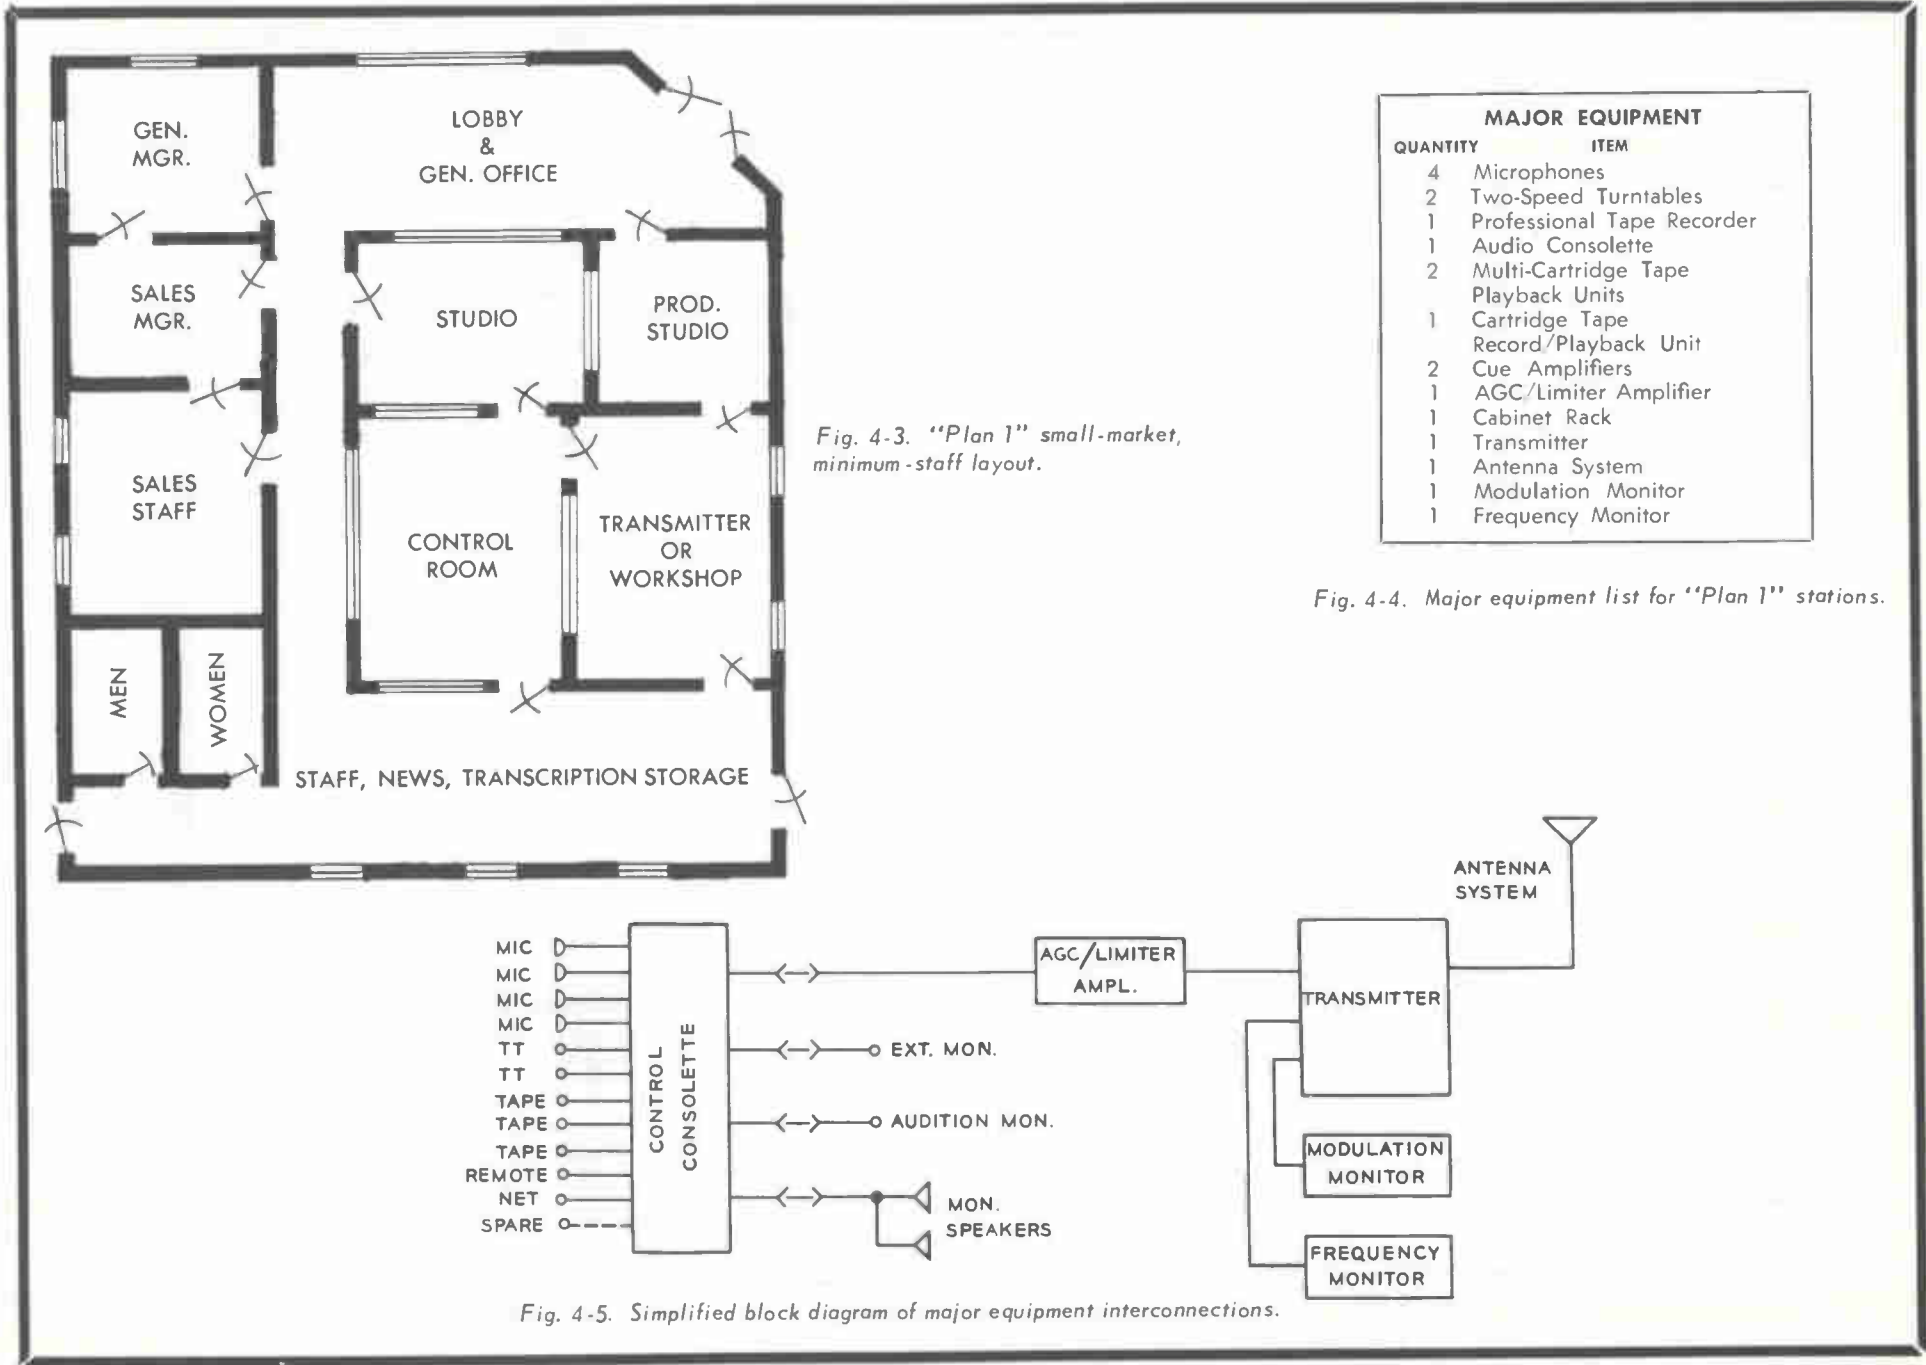 GEN.
MGR.
LOBBY
&
GEN. OFFICE
SALES
MGR.
STUDIO
PROD.
STUDIO
SALES
STAFF
CONTROL
ROOM
TRANSMITTER
OR
WORKSHOP
MEN
WOMEN
STAFF, NEWS, TRANSCRIPTION STORAGE
Fig. 4-3. "Plan 1" small-market,
minimum-staff layout.
MAJOR EQUIPMENT
QUANTITY ITEM
4 Microphones
2 Two-Speed Turntables
1 Professional Tape Recorder
1 Audio Consolette
2 Multi-Cartridge Tape
Playback Units
1 Cartridge Tape
Record/Playback Unit
2 Cue Amplifiers
1 AGC/Limiter Amplifier
1 Cabinet Rack
1 Transmitter
1 Antenna System
1 Modulation Monitor
1 Frequency Monitor
Fig. 4-4. Major equipment list for "Plan 1" stations.
MIC
MIC
MIC
MIC
TT
TT
TAPE
TAPE
TAPE
REMOTE
NET
SPARE
CONTROL
CONSOLETTE
AGC/LIMITER
AMPL.
EXT. MON.
AUDITION MON.
MON.
SPEAKERS
ANTENNA
SYSTEM
TRANSMITTER
MODULATION
MONITOR
FREQUENCY
MONITOR
Fig. 4-5. Simplified block diagram of major equipment interconnections.